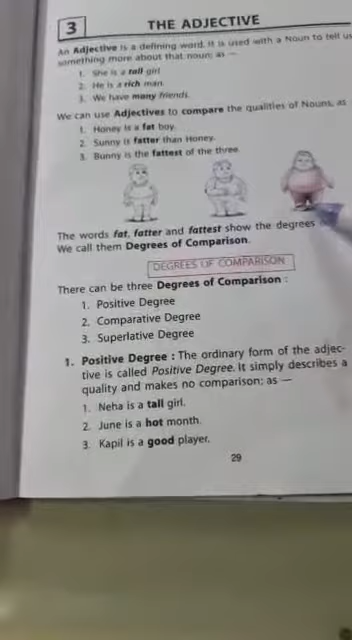 3
THE ADJECTIVE
An Adjective is a defining word. It is used with a Noun to tell us
something more about that noun; as —
1. She is a tall girl
2. He is a rich man.
3. We have many friends.
We can use Adjectives to compare the qualities of Nouns, as
1. Honey is a fat boy.
2. Sunny is fatter than Honey.
3. Bunny is the fattest of the three.
The words fat, fatter and fattest show the degrees
We call them Degrees of Comparison.
DEGREES OF COMPARISON
There can be three Degrees of Comparison :
1. Positive Degree
2. Comparative Degree
3. Superlative Degree
1. Positive Degree : The ordinary form of the adjec-
tive is called Positive Degree. It simply describes a
quality and makes no comparison; as —
1. Neha is a tall girl.
2. June is a hot month.
3. Kapil is a good player.
29